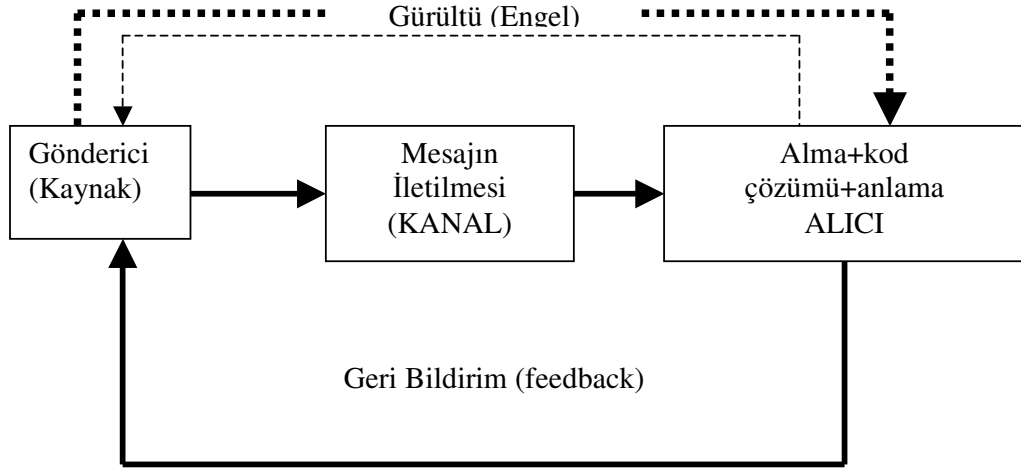 Gürültü (Engel)
Gönderici
(Kaynak)
Mesajın
İletilmesi
(KANAL)
Alma+kod
çözümü+anlama
ALICI
Geri Bildirim (feedback)